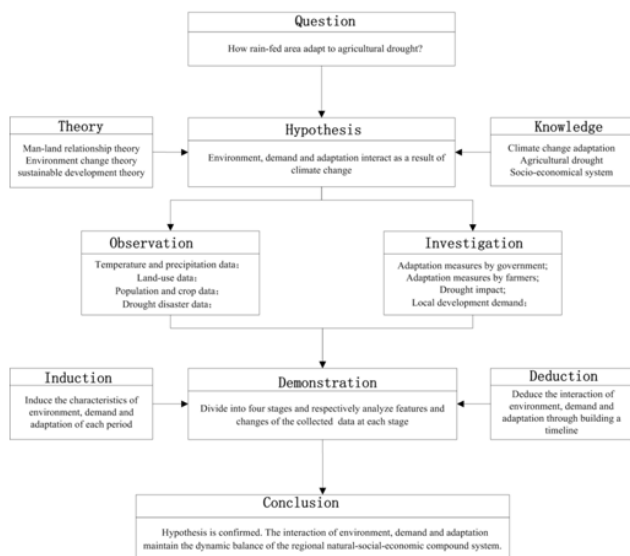 Question
How rain-fed area adapt to agricultural drought?
Theory
Man-land relationship theory
Environment change theory
sustainable development theory
Hypothesis
Environment, demand and adaptation interact as a result of
climate change
Knowledge
Climate change adaptation
Agricultural drought
Socio-economical system
Observation
Temperature and precipitation data;
Land-use data;
Population and crop data;
Drought disaster data;
Investigation
Adaptation measures by government;
Adaptation measures by farmers;
Drought impact;
Local development demand;
Induction
Induce the characteristics of
environment, demand and
adaptation of each period
Demonstration
Divide into four stages and respectively analyze features and
changes of the collected data at each stage
Deduction
Deduce the interaction of
environment, demand and
adaptation through building a
timeline
Conclusion
Hypothesis is confirmed. The interaction of environment, demand and adaptation
maintain the dynamic balance of the regional natural-social-economic compound system.